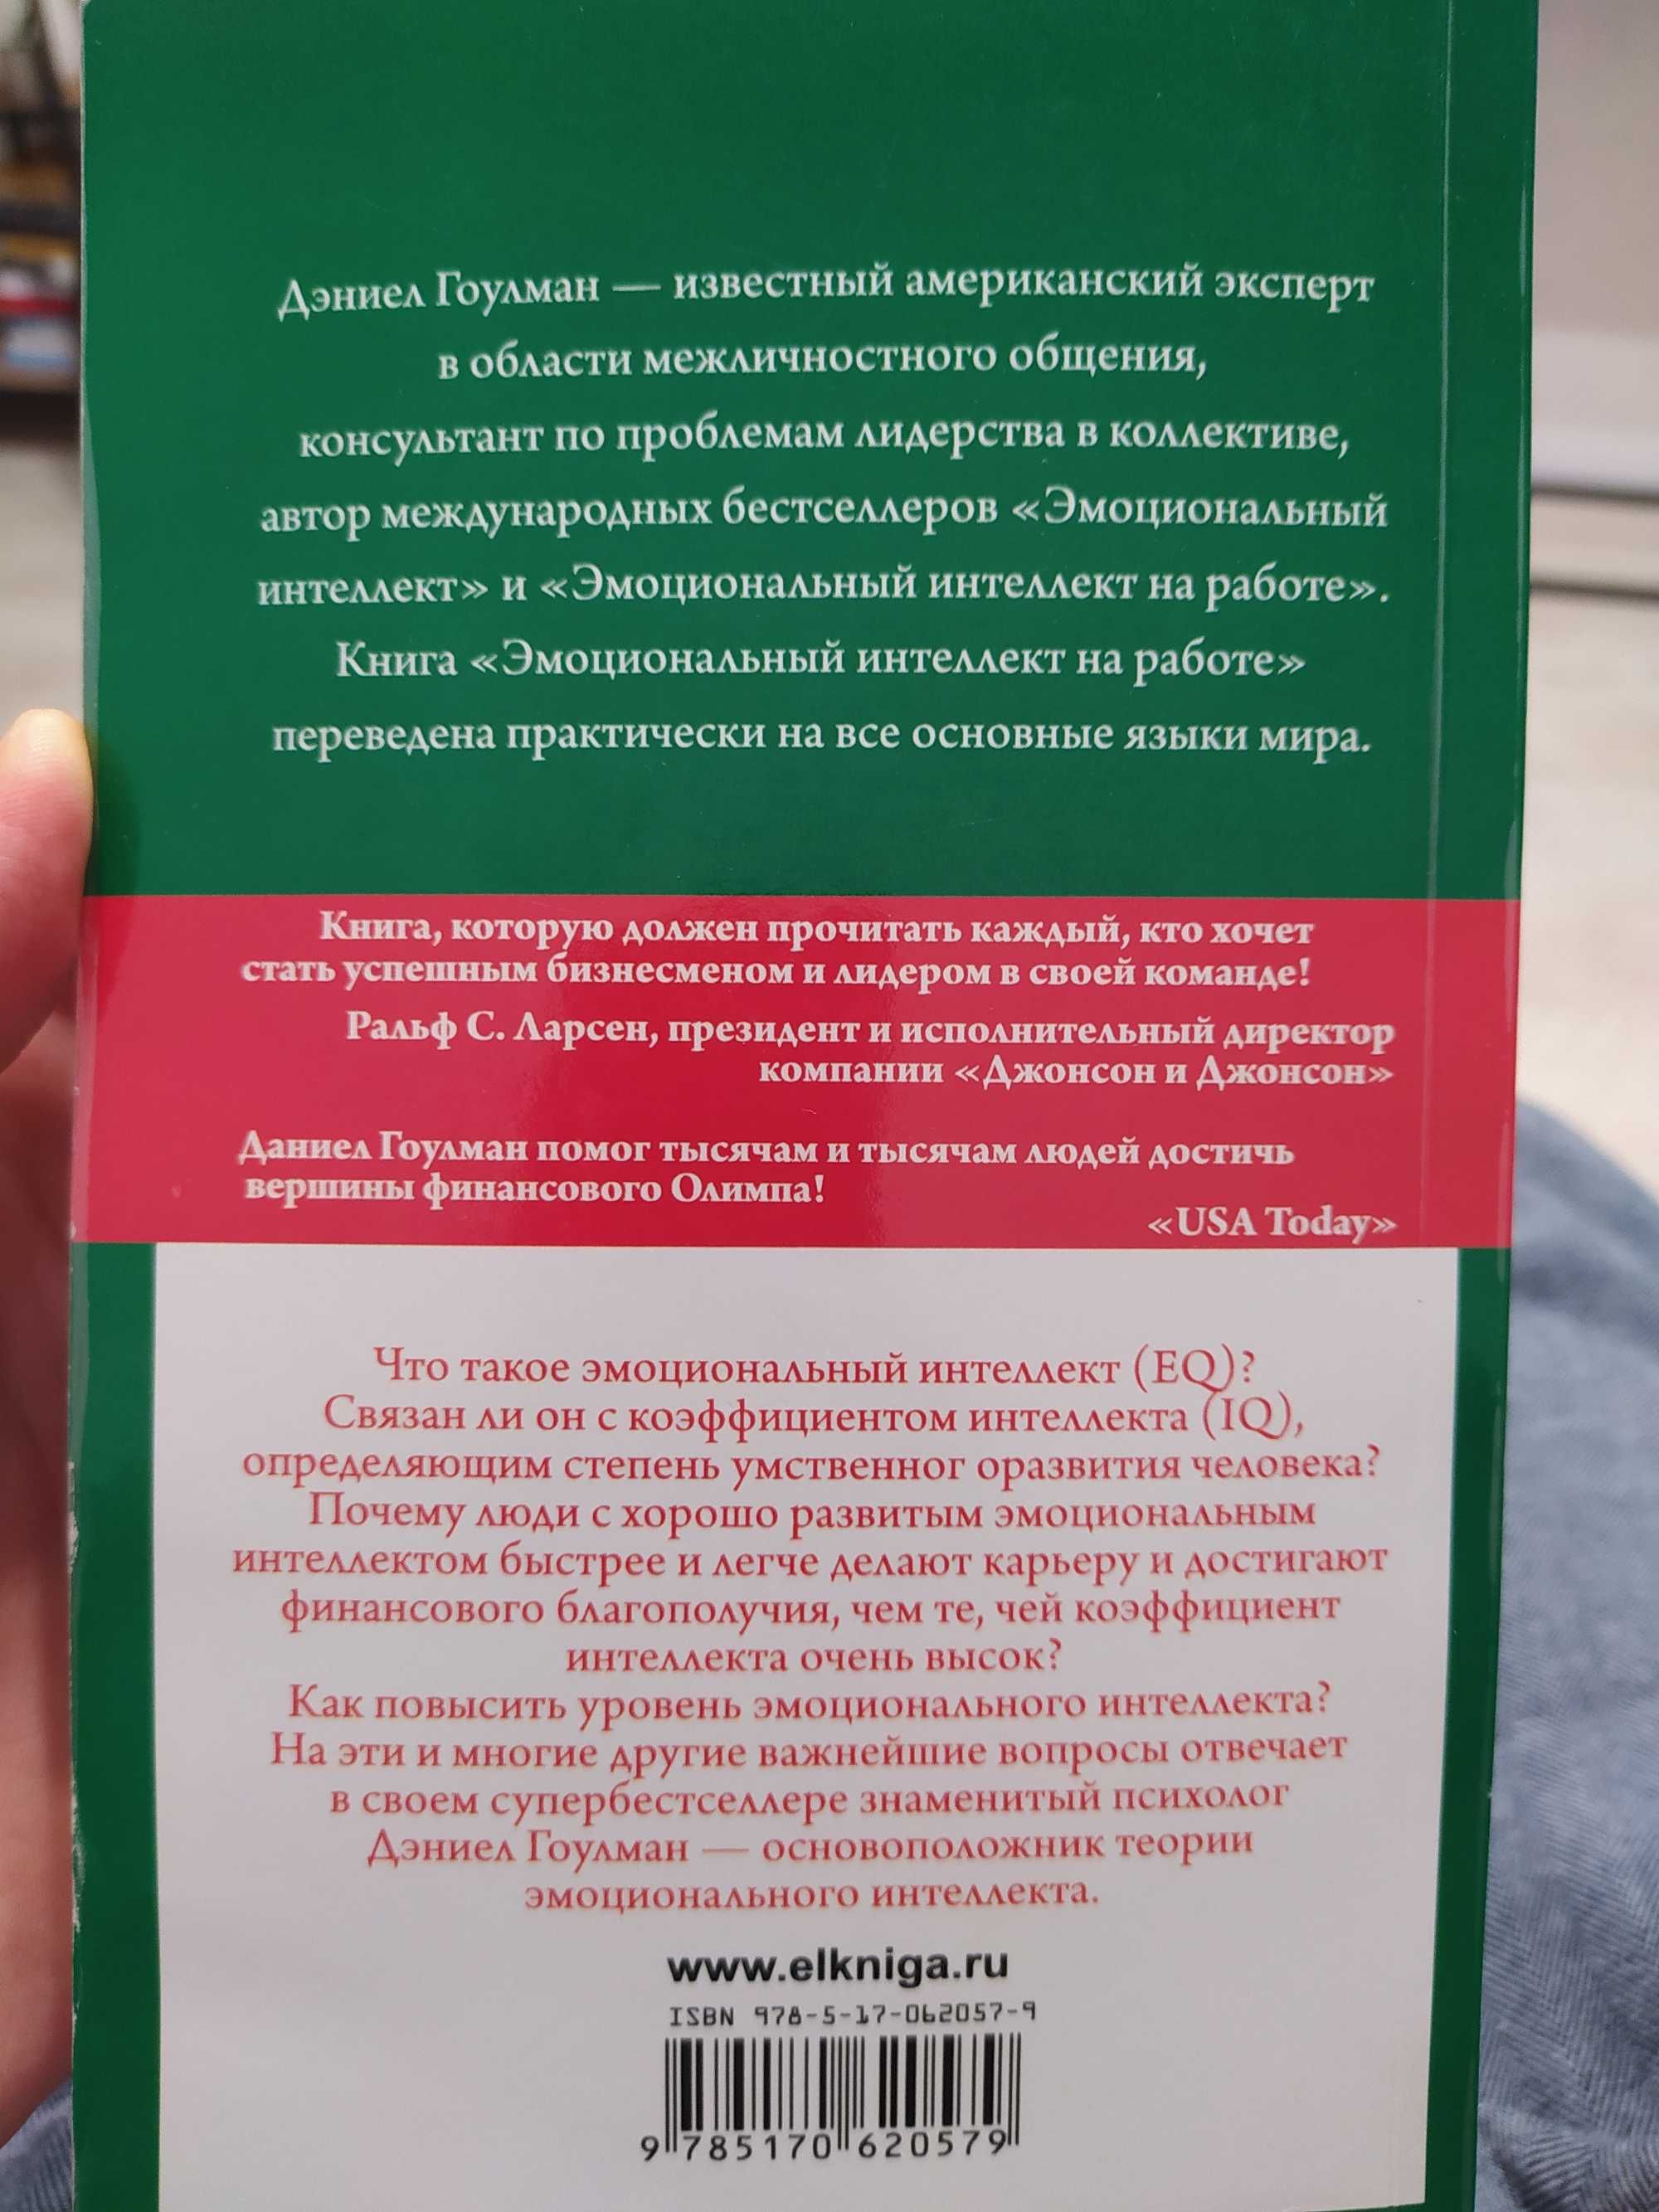 Дэниел Гоулман — известный американский эксперт
в области межличностного общения,
консультант по проблемам лидерства в коллективе,
автор международных бестселлеров «Эмоциональный
интеллект» и «Эмоциональный интеллект на работе».
Книга «Эмоциональный интеллект на работе»
переведена практически на все основные языки мира.
Книга, которую должен прочитать каждый, кто хочет
стать успешным бизнесменом и лидером в своей команде!
Ральф С. Ларсен, президент и исполнительный директор
компании «Джонсон и Джонсон»
Даниел Гоулман помог тысячам и тысячам людей достичь
вершины финансового Олимпа!
«USA Today»
Что такое эмоциональный интеллект (EQ)?
Связан ли он с коэффициентом интеллекта (IQ),
определяющим степень умственног оразвития человека?
Почему люди с хорошо развитым эмоциональным
интеллектом быстрее и легче делают карьеру и достигают
финансового благополучия, чем те, чей коэффициент
интеллекта очень высок?
Как повысить уровень эмоционального интеллекта?
На эти и многие другие важнейшие вопросы отвечает
в своем супербестселлере знаменитый психолог
Дэниел Гоулман — основоположник теории
эмоционального интеллекта.
www.elkniga.ru
ISBN 978-5-17-062057-9
9 785170 620579